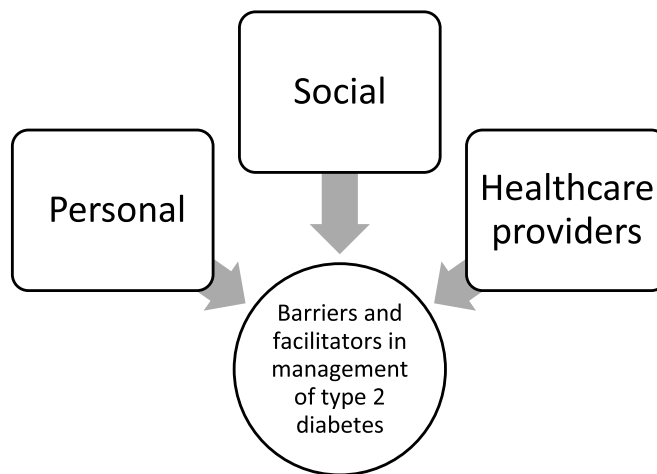 Social
Personal
Healthcare
providers
Barriers and
facilitators in
management
of type 2
diabetes